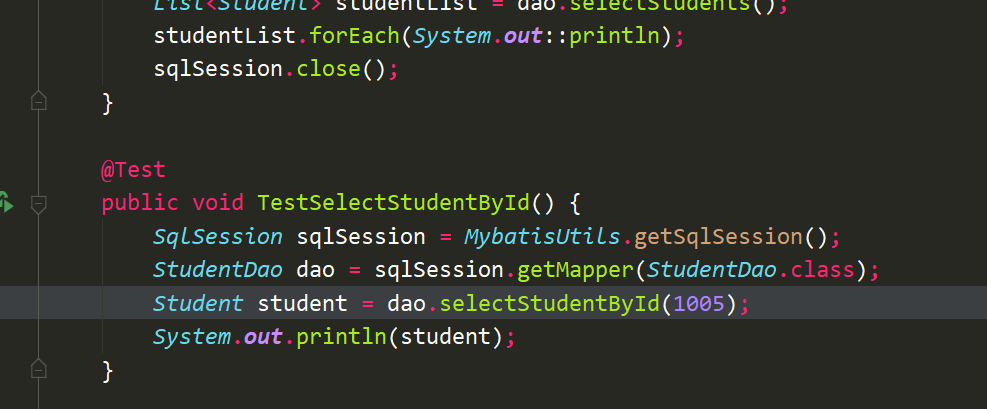 List<Student> studentList = dao.selectStudents();
studentList.forEach(System.out::println);
sqlSession.close();
}
@Test
public void TestSelectStudentById() {
SqlSession sqlSession = MybatisUtils.getSqlSession();
StudentDao dao = sqlSession.getMapper(StudentDao.class);
Student student = dao.selectStudentById(1005);
System.out.println(student);
}